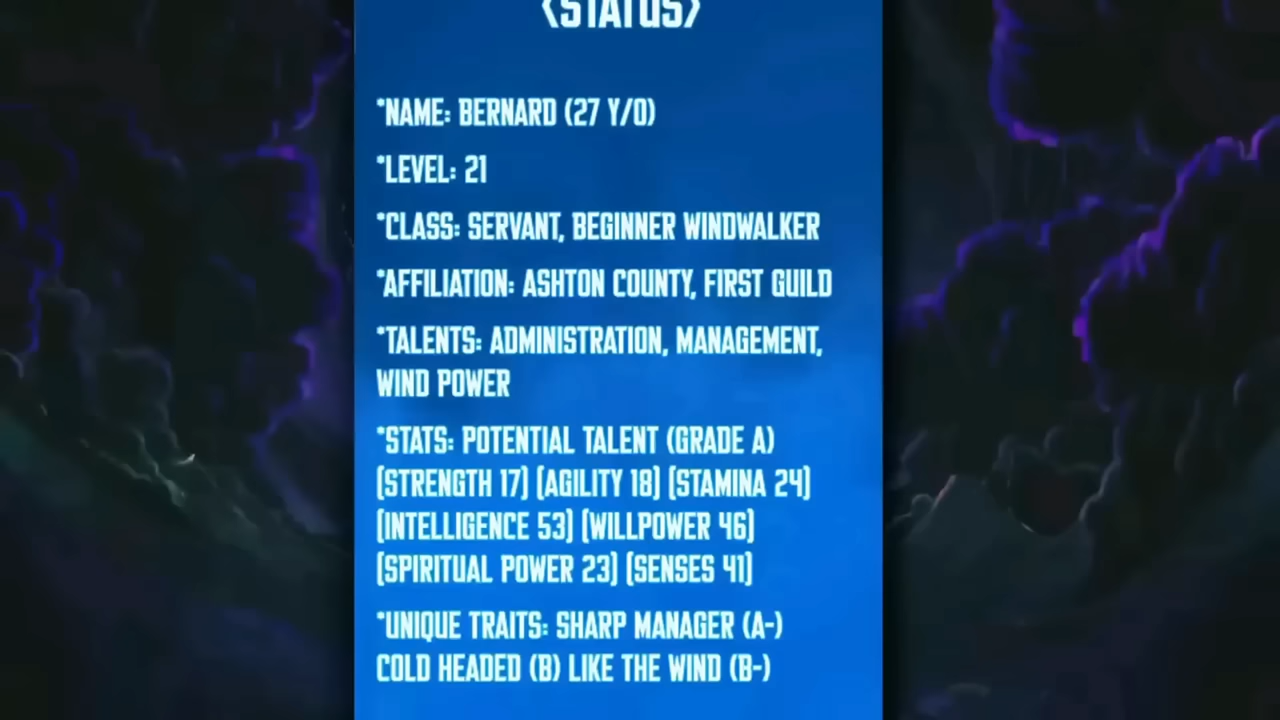 <STATUS>
*NAME: BERNARD (27 Y/O)
*LEVEL: 21
*CLASS: SERVANT, BEGINNER WINDWALKER
*AFFILIATION: ASHTON COUNTY, FIRST GUILD
*TALENTS: ADMINISTRATION, MANAGEMENT,
WIND POWER
*STATS: POTENTIAL TALENT (GRADE A)
[STRENGTH 17] [AGILITY 18] [STAMINA 24]
[INTELLIGENCE 53] [WILLPOWER 46]
[SPIRITUAL POWER 23] [SENSES 41]
*UNIQUE TRAITS: SHARP MANAGER (A-)
COLD HEADED (B) LIKE THE WIND (B-)